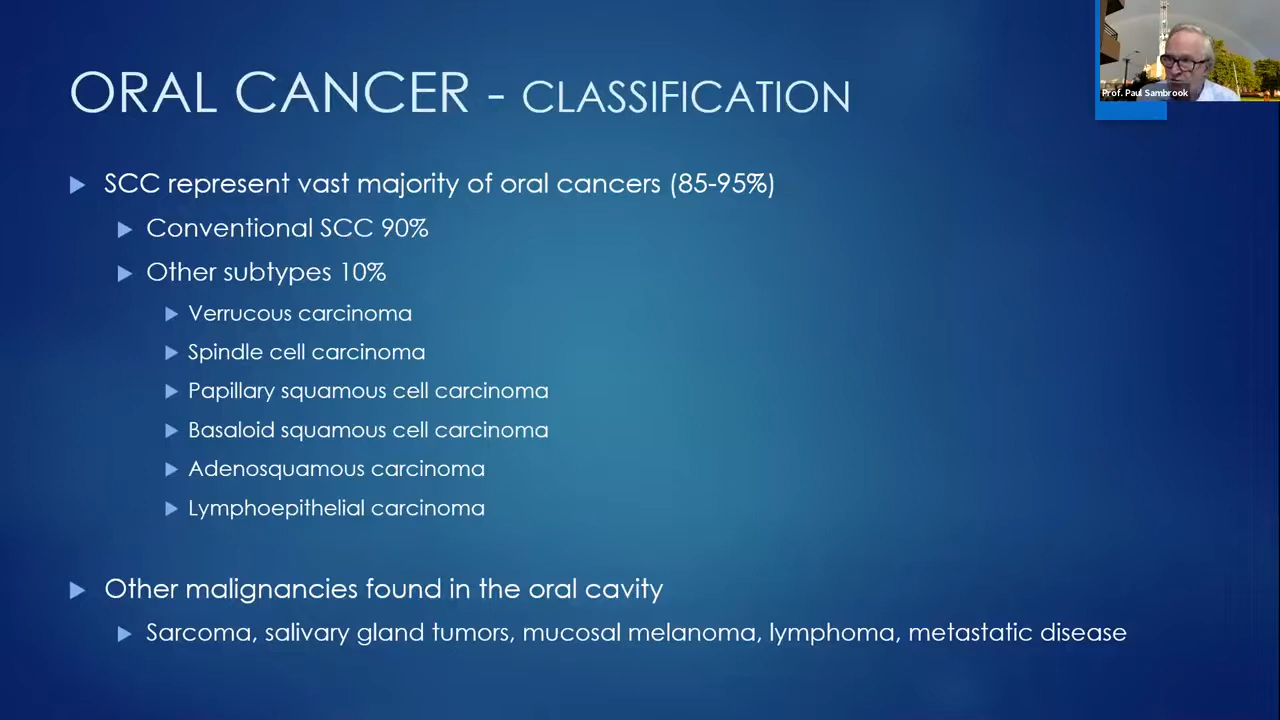 Prof. Paul Sambrook
ORAL CANCER - CLASSIFICATION
SCC represent vast majority of oral cancers (85-95%)
Conventional SCC 90%
Other subtypes 10%
Verrucous carcinoma
Spindle cell carcinoma
Papillary squamous cell carcinoma
Basaloid squamous cell carcinoma
Adenosquamous carcinoma
Lymphoepithelial carcinoma
Other malignancies found in the oral cavity
Sarcoma, salivary gland tumors, mucosal melanoma, lymphoma, metastatic disease